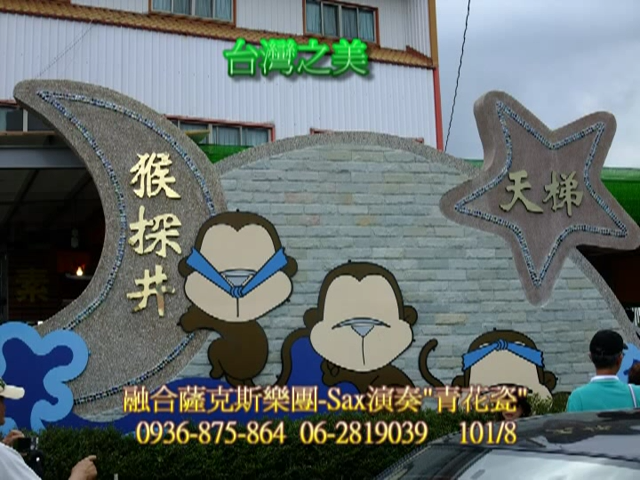 台灣之美
猴探井
天梯
素
融合薩克斯樂團-Sax演奏"青花瓷"
0936-875-864 06-2819039 101/8